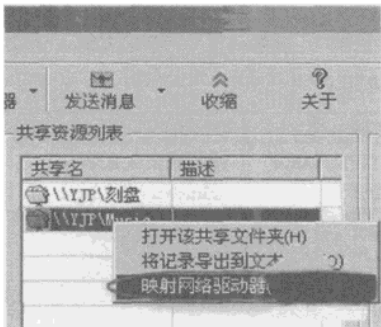 器 发送消息 收缩 关于
共享资源列表
共享名 描述
\\YJP\刻盘
\\YJP\Music
打开该共享文件夹(H)
将记录导出到文本
映射网络驱动器(